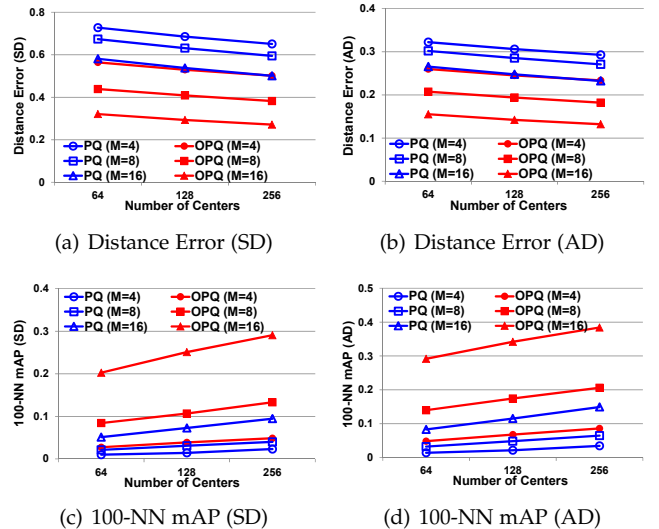 Distance Error (SD)
0.8
0.6
0.4
0.2
0
PQ (M=4) OPQ (M=4)
PQ (M=8) OPQ (M=8)
PQ (M=16) OPQ (M=16)
64 128 256
Number of Centers
(a) Distance Error (SD)
Distance Error (AD)
0.4
0.3
0.2
0.1
0
PQ (M=4) OPQ (M=4)
PQ (M=8) OPQ (M=8)
PQ (M=16) OPQ (M=16)
64 128 256
Number of Centers
(b) Distance Error (AD)
100-NN mAP (SD)
0.4
0.3
0.2
0.1
0
PQ (M=4) OPQ (M=4)
PQ (M=8) OPQ (M=8)
PQ (M=16) OPQ (M=16)
64 128 256
Number of Centers
(c) 100-NN mAP (SD)
100-NN mAP (AD)
0.5
0.4
0.3
0.2
0.1
0
PQ (M=4) OPQ (M=4)
PQ (M=8) OPQ (M=8)
PQ (M=16) OPQ (M=16)
64 128 256
Number of Centers
(d) 100-NN mAP (AD)